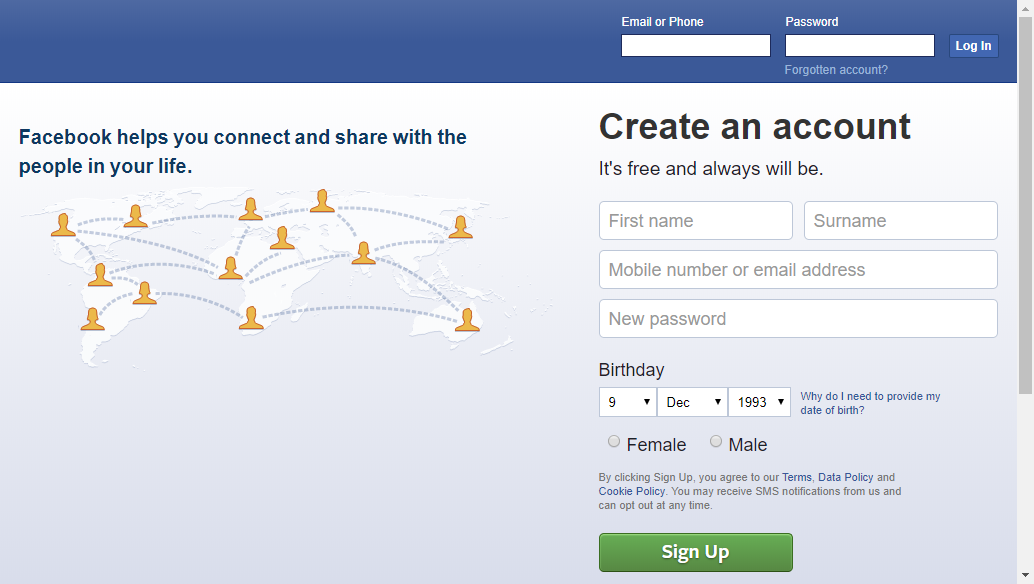 Email or Phone
Password
Log In
Forgotten account?
Facebook helps you connect and share with the
people in your life.
Create an account
It's free and always will be.
First name
Surname
Mobile number or email address
New password
Birthday
9
Dec
1993
Why do I need to provide my
date of birth?
Female
Male
By clicking Sign Up, you agree to our Terms, Data Policy and
Cookie Policy. You may receive SMS notifications from us and
can opt out at any time.
Sign Up